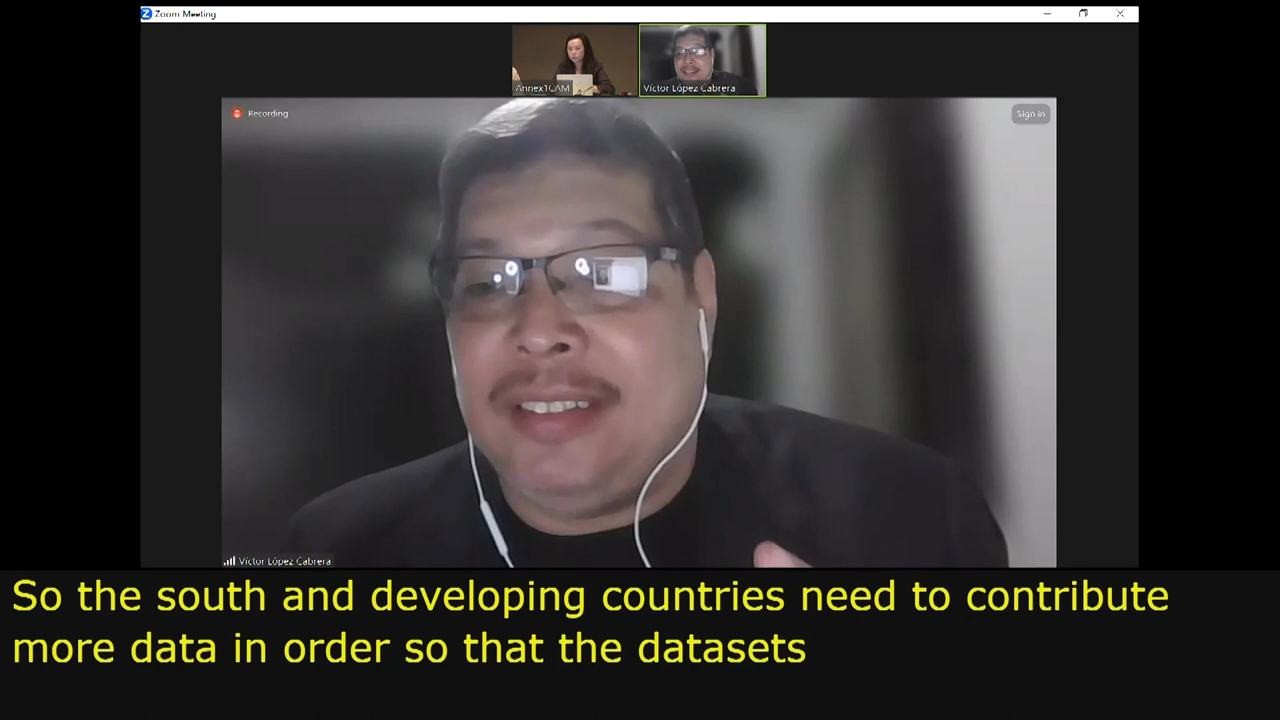 Zoom Meeting
Annex1CAM
Víctor López Cabrera
Recording
Sign in
Víctor López Cabrera
So the south and developing countries need to contribute
more data in order so that the datasets